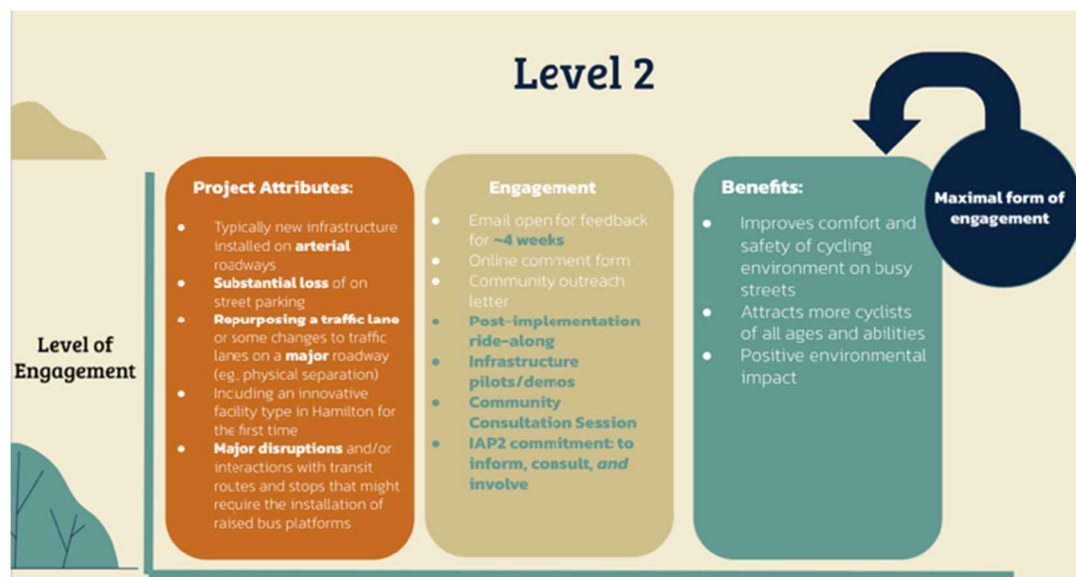 Level 2
Level of
Engagement
Project Attributes:
● Typically new infrastructure
installed on arterial
roadways
● Substantial loss of on
street parking
● Repurposing a traffic lane
or some changes to traffic
lanes on a major roadway
(eg, physical separation)
● Including an innovative
facility type in Hamilton for
the first time
● Major disruptions and/or
interactions with transit
routes and stops that might
require the installation of
raised bus platforms
Engagement
● Email open for feedback
for ~4 weeks
● Online comment form
● Community outreach
letter
● Post-implementation
ride-along
● Infrastructure
pilots/demos
● Community
Consultation Session
● IAP2 commitment: to
inform, consult, and
involve
Benefits:
● Improves comfort and
safety of cycling
environment on busy
streets
● Attracts more cyclists
of all ages and abilities
● Positive environmental
impact
Maximal form of
engagement